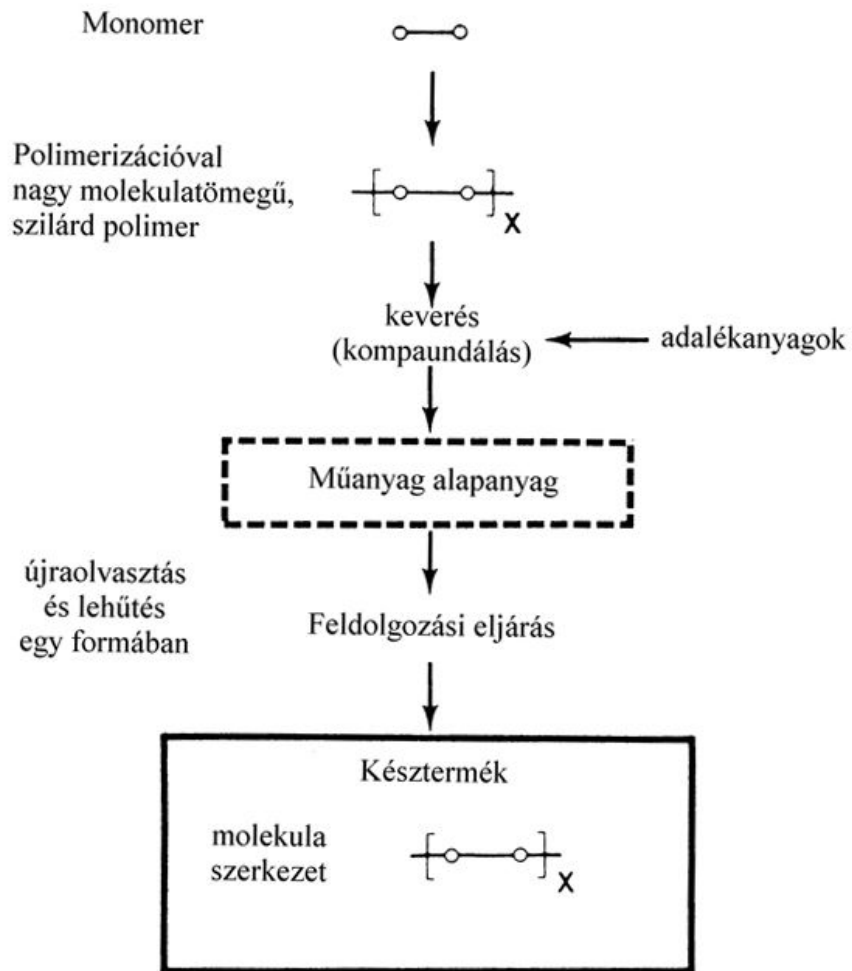 Monomer
Polimerizációval
nagy molekulatömegű,
szilárd polimer
X
keverés
(kompaundálás)
adalékanyagok
Műanyag alapanyag
újraolvasztás
és lehűtés
egy formában
Feldolgozási eljárás
Késztermék
molekula
szerkezet
X